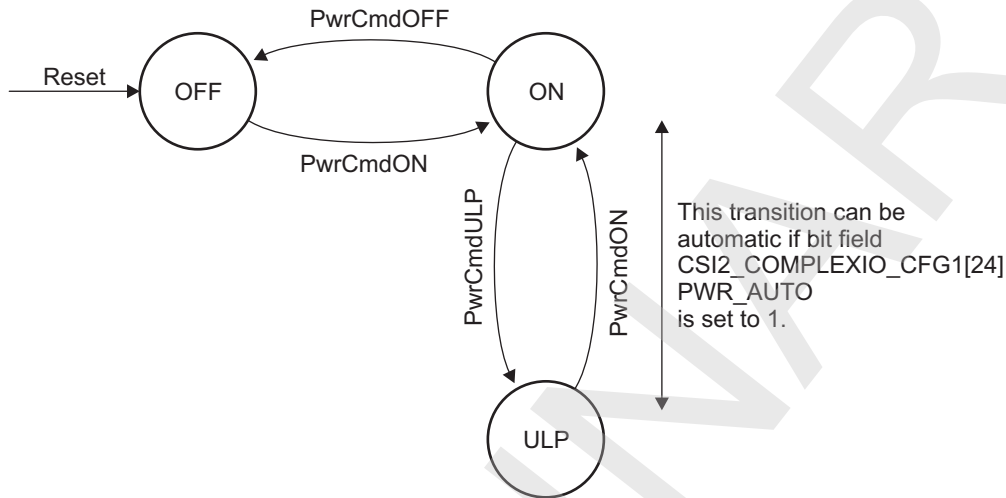 PwrCmdOFF
Reset
OFF
ON
PwrCmdON
PwrCmdULP
PwrCmdON
This transition can be
automatic if bit field
CSI2_COMPLEXIO_CFG1[24]
PWR_AUTO
is set to 1.
ULP
INAR